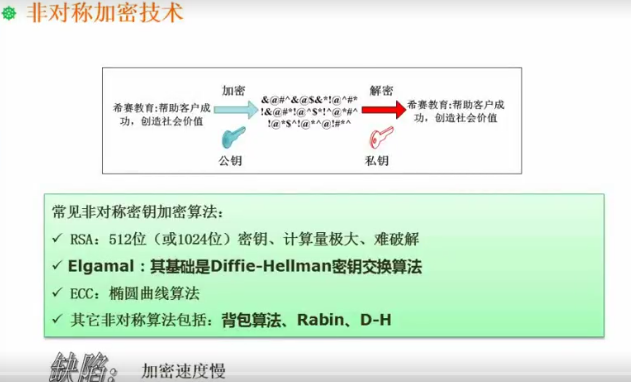 非对称加密技术
加密
解密
希赛教育:帮助客户成
功，创造社会价值
&@#^&@$&*!@^#*
!&@#*!@^$*!^@*#^
!@*$^!@*^@!#*^
希赛教育:帮助客户成
功，创造社会价值
公钥
私钥
常见非对称密钥加密算法：
✓ RSA：512位（或1024位）密钥、计算量极大、难破解
✓ Elgamal：其基础是Diffie-Hellman密钥交换算法
✓ ECC：椭圆曲线算法
✓ 其它非对称算法包括：背包算法、Rabin、D-H
缺陷：加密速度慢